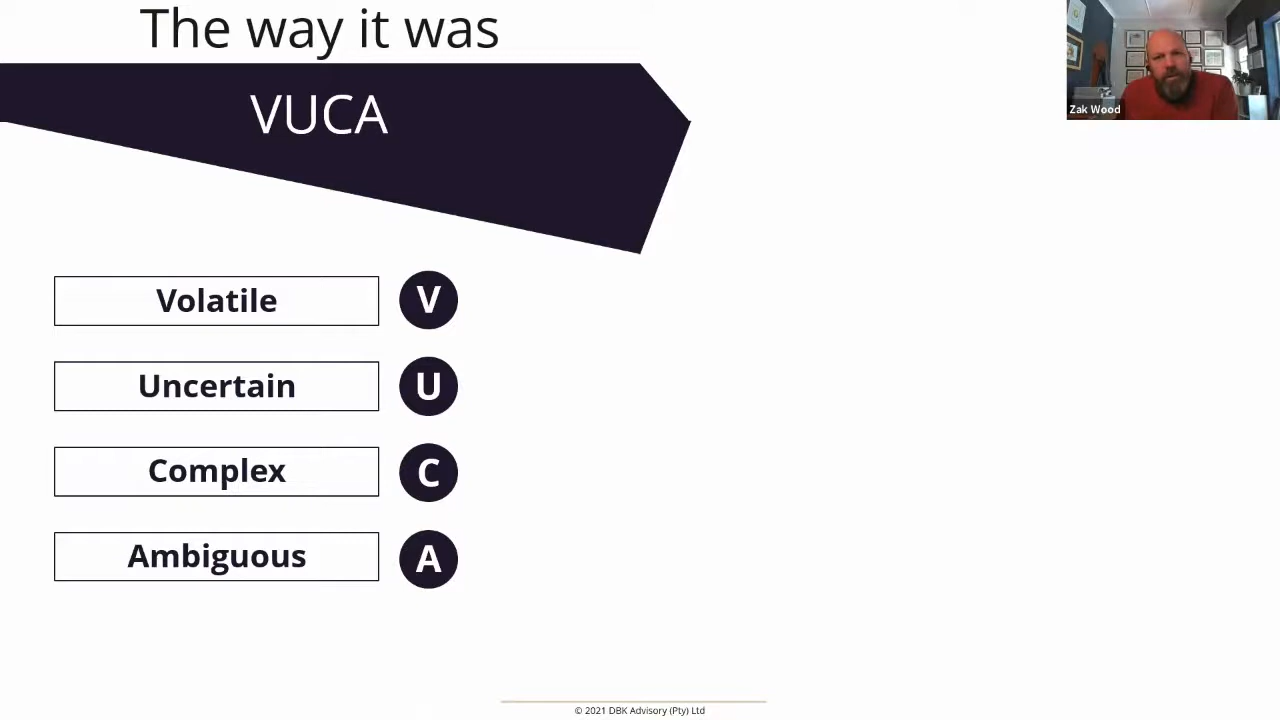 The way it was
VUCA
Zak Wood
Volatile V
Uncertain U
Complex C
Ambiguous A
© 2021 DBK Advisory (Pty) Ltd